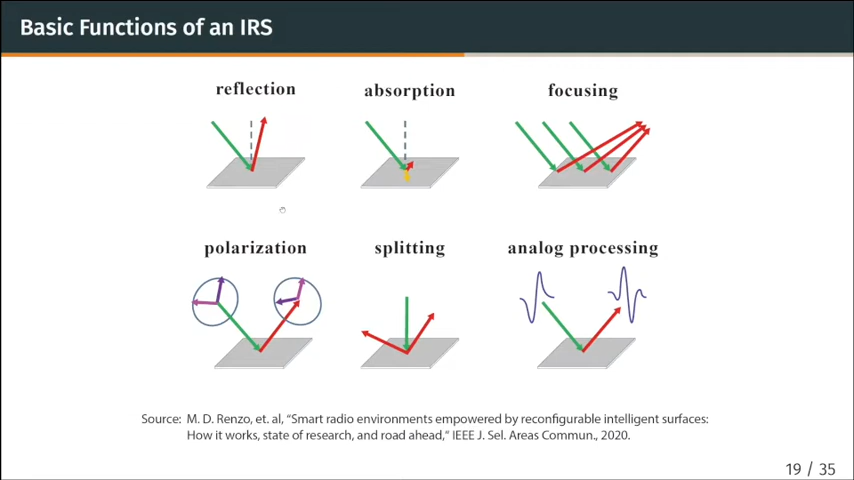 Basic Functions of an IRS
reflection
absorption
focusing
polarization
splitting
analog processing
Source: M. D. Renzo, et. al, “Smart radio environments empowered by reconfigurable intelligent surfaces:
How it works, state of research, and road ahead,“ IEEE J. Sel. Areas Commun., 2020.
19 / 35